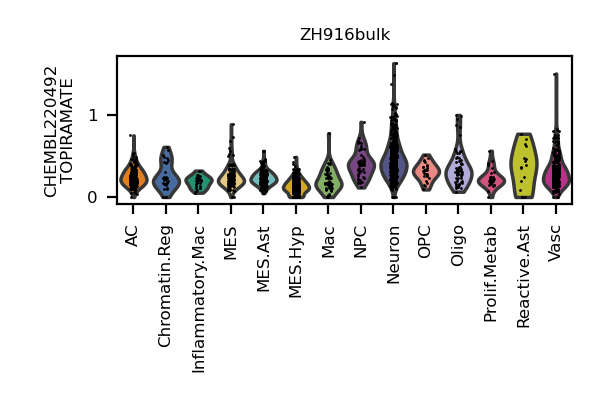 ZH916bulk
CHEMBL220492
TOPIRAMATE
1
0
AC
Chromatin.Reg
Inflammatory.Mac
MES
MES.Ast
MES.Hyp
Mac
NPC
Neuron
OPC
Oligo
Prolif.Metab
Reactive.Ast
Vasc